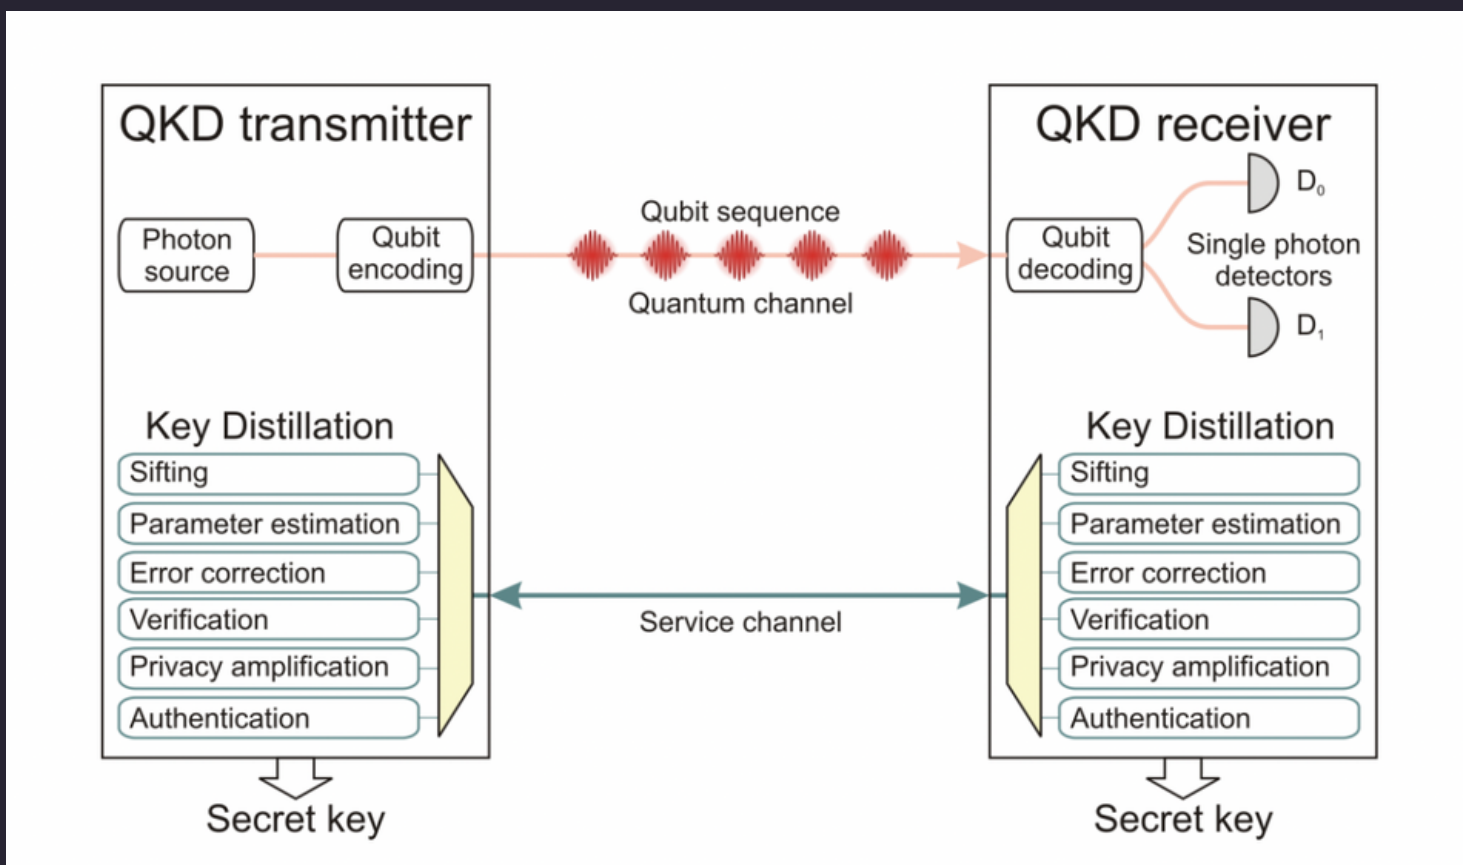 QKD transmitter
Photon
source
Qubit
encoding
Qubit sequence
Quantum channel
QKD receiver
Qubit
decoding
D₀
Single photon
detectors
D₁
Key Distillation
Sifting
Parameter estimation
Error correction
Verification
Privacy amplification
Authentication
Service channel
Key Distillation
Sifting
Parameter estimation
Error correction
Verification
Privacy amplification
Authentication
Secret key
Secret key